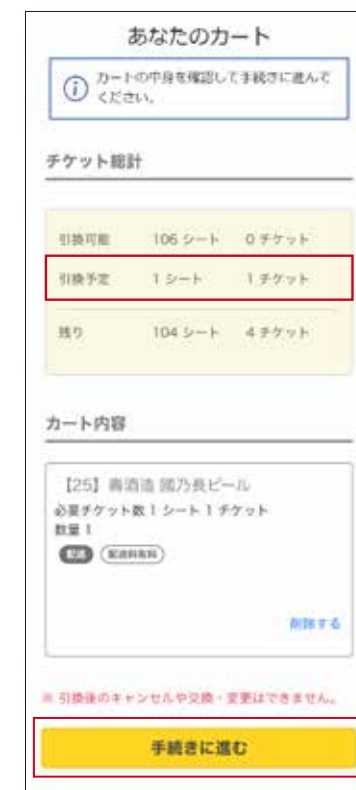 あなたのカート
カートの中身を確認して手続きに進んで
ください。
チケット総計
引換可能 106 シート 0 チケット
引換予定 1 シート 1 チケット
残り 104 シート 4 チケット
カート内容
【25】壽酒造 國乃長ビール
必要チケット数 1 シート 1 チケット
数量 1
配送 配送料有料
削除する
※ 引換後のキャンセルや交換・変更はできません。
手続きに進む